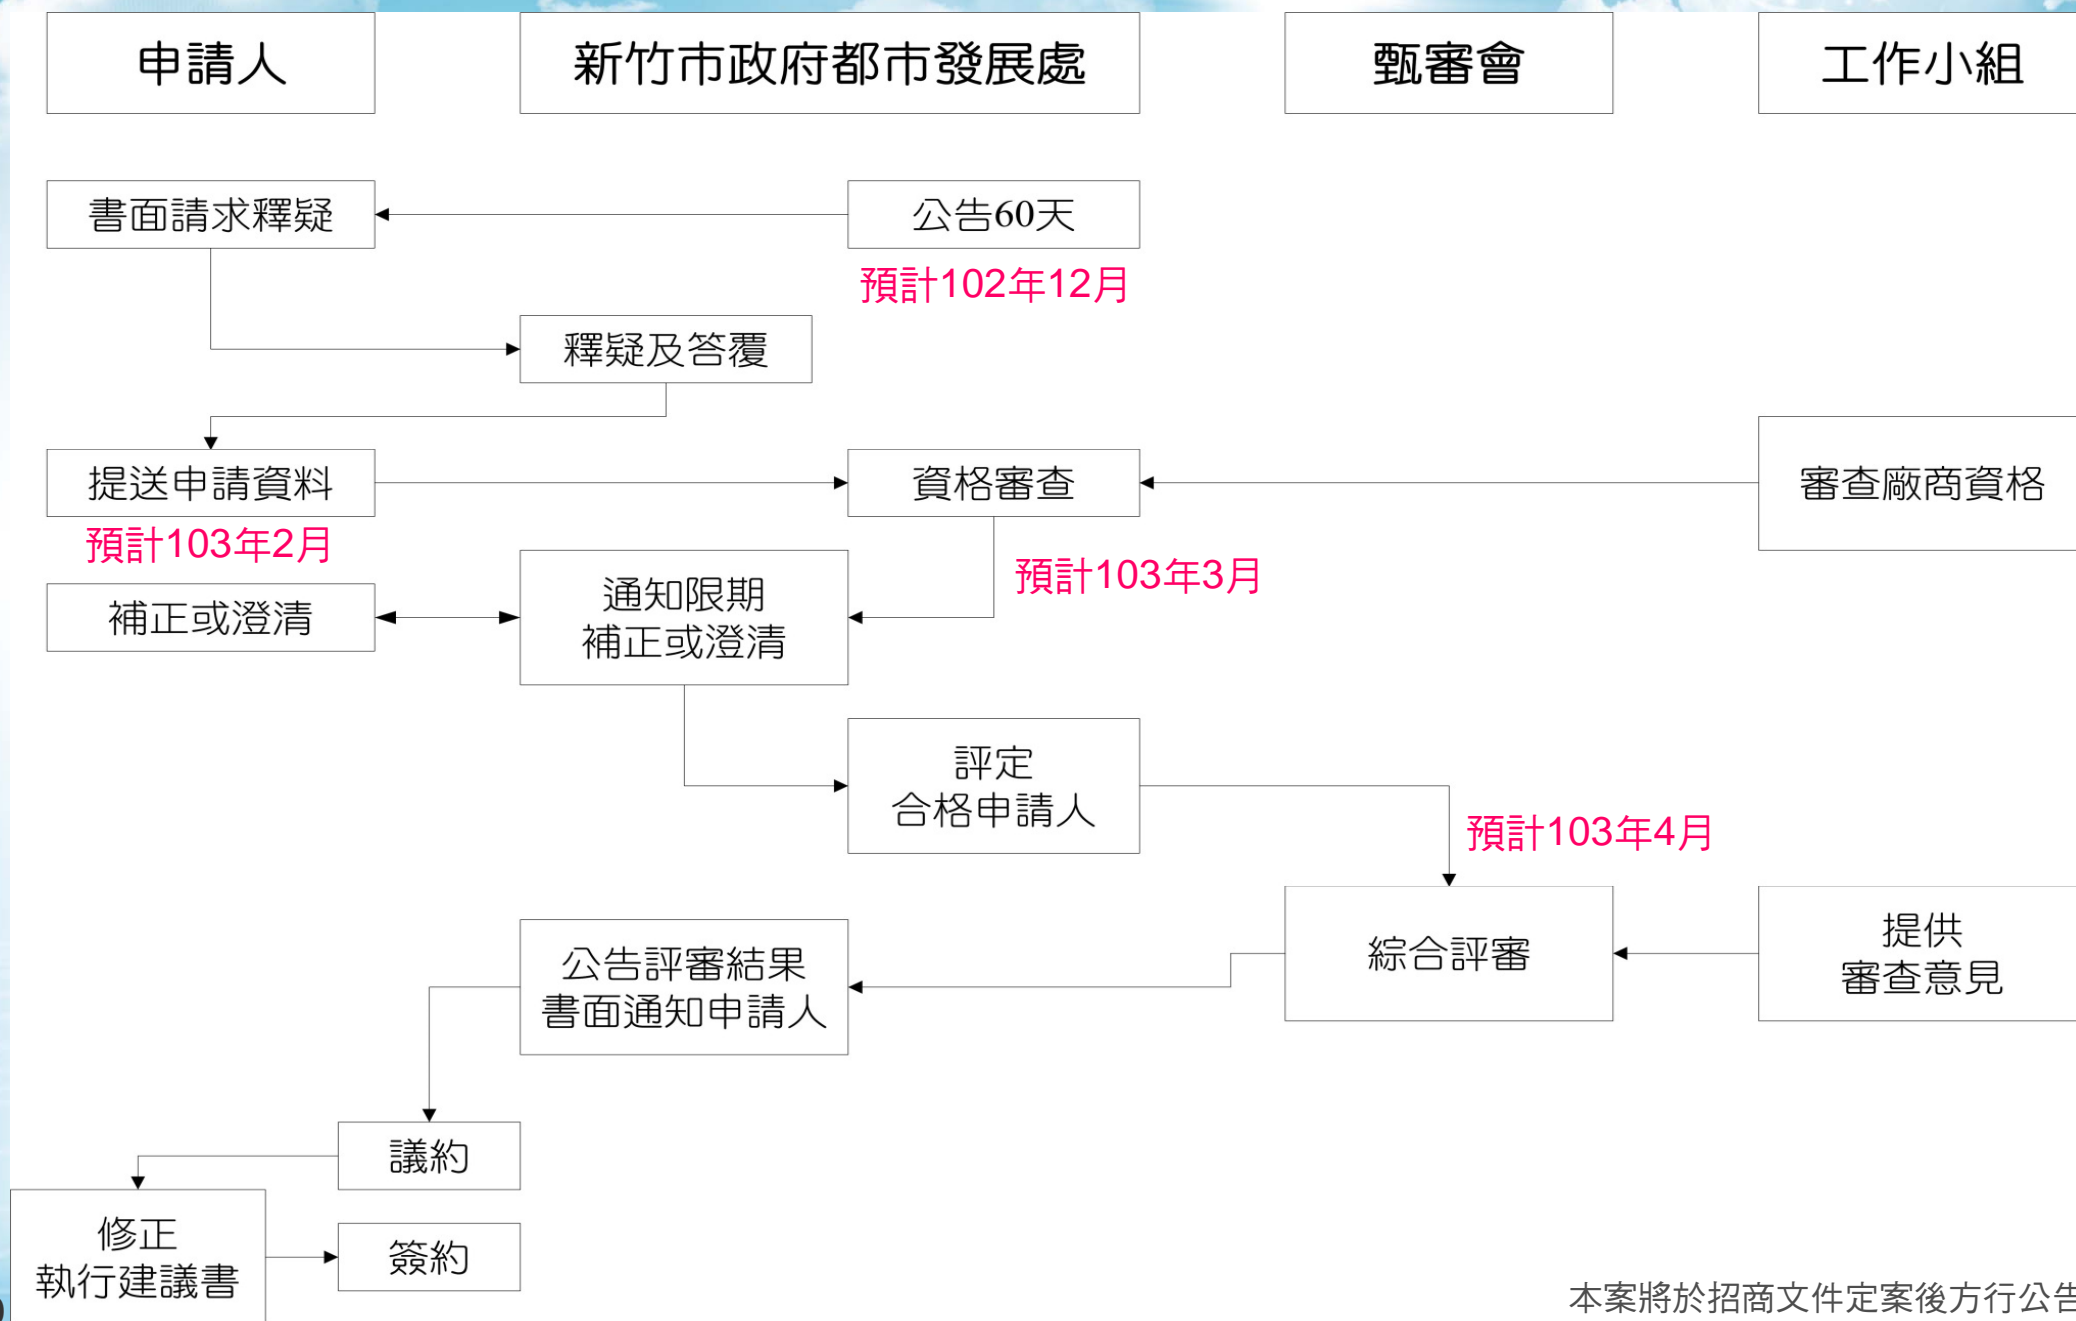 申請人
新竹市政府都市發展處
甄審會
工作小組
書面請求釋疑
公告60天
預計102年12月
釋疑及答覆
提送申請資料
資格審查
審查廠商資格
預計103年2月
預計103年3月
補正或澄清
通知限期
補正或澄清
評定
合格申請人
預計103年4月
綜合評審
提供
審查意見
公告評審結果
書面通知申請人
議約
修正
執行建議書
簽約
本案將於招商文件定案後方行公告